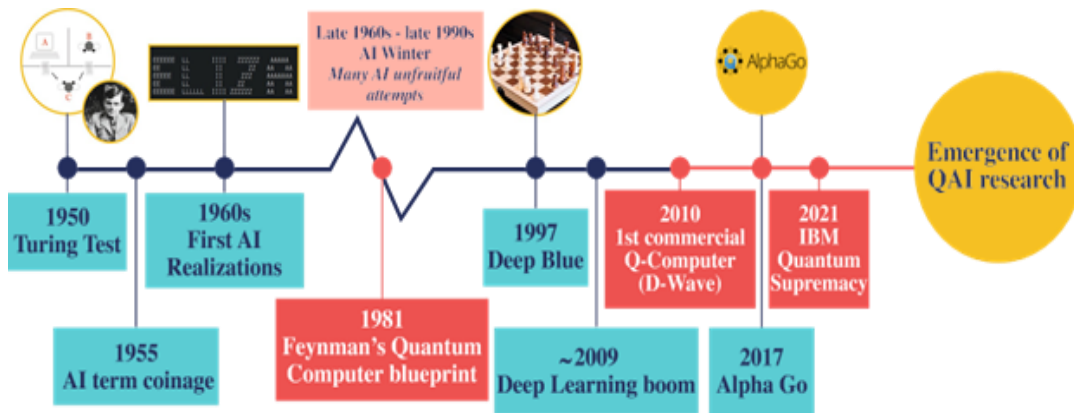 A
B
C
ELIZA
Late 1960s - late 1990s
AI Winter
Many AI unfruitful
attempts
AlphaGo
Emergence of
QAI research
1950
Turing Test
1955
AI term coinage
1960s
First AI
Realizations
1981
Feynman's Quantum
Computer blueprint
1997
Deep Blue
~2009
Deep Learning boom
2010
1st commercial
Q-Computer
(D-Wave)
2017
Alpha Go
2021
IBM
Quantum
Supremacy